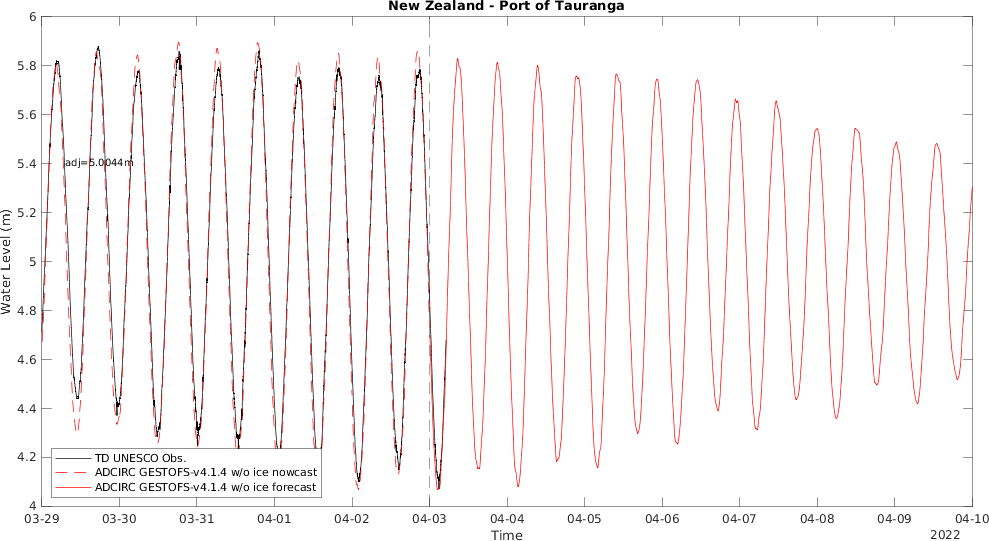 New Zealand - Port of Tauranga
6
5.8
5.6
5.4
5.2
5
4.8
4.6
4.4
4.2
4
Water Level (m)
adj=5.0044m
TD UNESCO Obs.
ADCIRC GESTOFS-v4.1.4 w/o ice nowcast
ADCIRC GESTOFS-v4.1.4 w/o ice forecast
03-29 03-30 03-31 04-01 04-02 04-03 04-04 04-05 04-06 04-07 04-08 04-09 04-10
Time
2022